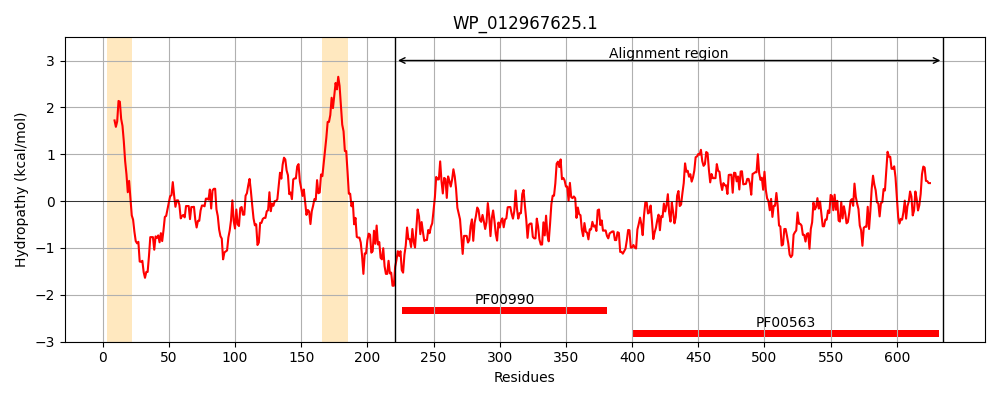 WP_012967625.1
Hydropathy (kcal/mol)
3
2
1
0
−1
−2
−3
Alignment region
PF00990
PF00563
0 50 100 150 200 250 300 350 400 450 500 550 600
Residues